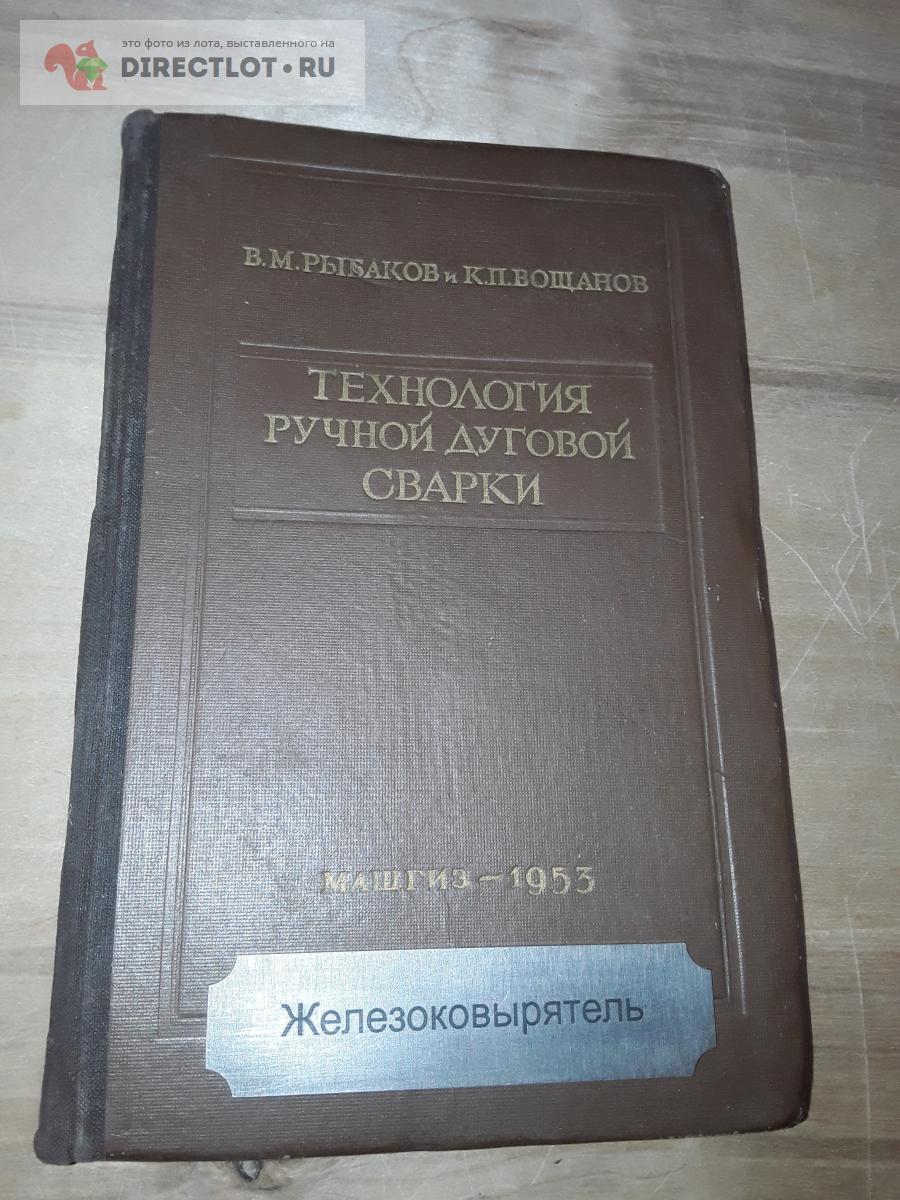 это фото из лота, выставленного на
DIRECTLOT.RU
В.М.РЫБАКОВ и К.П.ВОЩАНОВ
ТЕХНОЛОГИЯ
РУЧНОЙ ДУГОВОЙ
СВАРКИ
МАШГИЗ – 1953
Железоковырятель